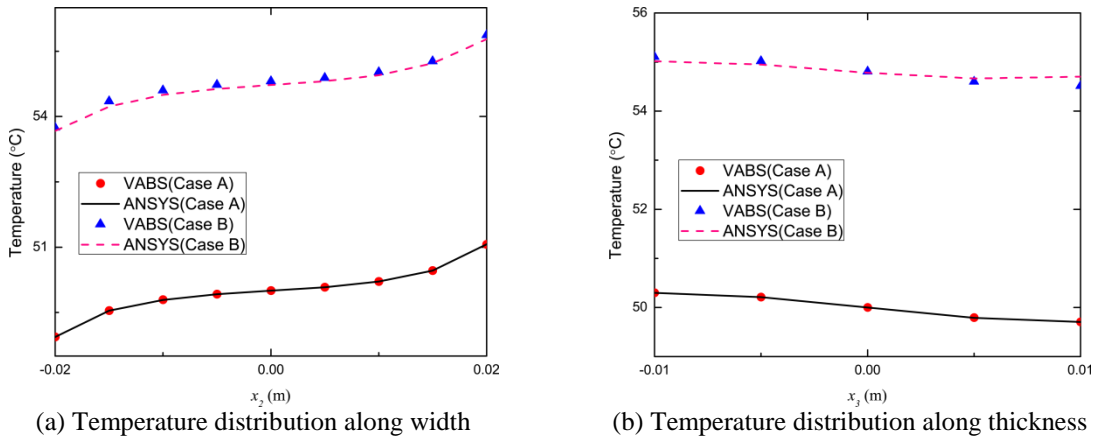 54
51
Temperature (°C)
VABS(Case A)
ANSYS(Case A)
VABS(Case B)
ANSYS(Case B)
-0.02
0.00
0.02
x₂ (m)
(a) Temperature distribution along width
56
54
52
50
Temperature (°C)
VABS(Case A)
ANSYS(Case A)
VABS(Case B)
ANSYS(Case B)
-0.01
0.00
0.01
x₃ (m)
(b) Temperature distribution along thickness